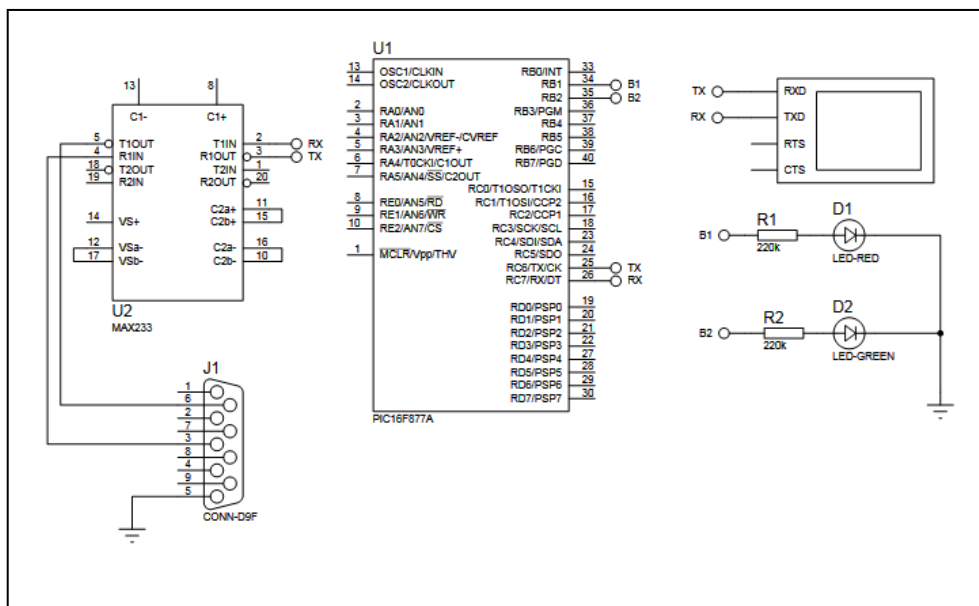 13
8
C1-
C1+
5
T1OUT
T1IN
2
RX
4
R1IN
R1OUT
3
TX
18
T2OUT
T2IN
1
19
R2IN
R2OUT
20
C2a+
11
14
VS+
C2b+
15
12
VSa-
C2a-
16
17
VSb-
C2b-
10
U2
MAX233
J1
1
6
2
7
3
8
4
9
5
CONN-D9F
U1
13
OSC1/CLKIN
RB0/INT
33
14
OSC2/CLKOUT
RB1
34
B1
RB2
35
B2
2
RA0/AN0
RB3/PGM
36
3
RA1/AN1
RB4
37
4
RA2/AN2/VREF-/CVREF
RB5
38
5
RA3/AN3/VREF+
RB6/PGC
39
6
RA4/T0CKI/C1OUT
RB7/PGD
40
7
RA5/AN4/SS/C2OUT
RC0/T1OSO/T1CKI
15
8
RE0/AN5/RD
RC1/T1OSI/CCP2
16
9
RE1/AN6/WR
RC2/CCP1
17
10
RE2/AN7/CS
RC3/SCK/SCL
18
RC4/SDI/SDA
23
1
MCLR/Vpp/THV
RC5/SDO
24
RC6/TX/CK
25
TX
RC7/RX/DT
26
RX
RD0/PSP0
19
RD1/PSP1
20
RD2/PSP2
21
RD3/PSP3
22
RD4/PSP4
27
RD5/PSP5
28
RD6/PSP6
29
RD7/PSP7
30
PIC16F877A
TX
RXD
RX
TXD
RTS
CTS
R1
D1
B1
220k
LED-RED
R2
D2
B2
220k
LED-GREEN